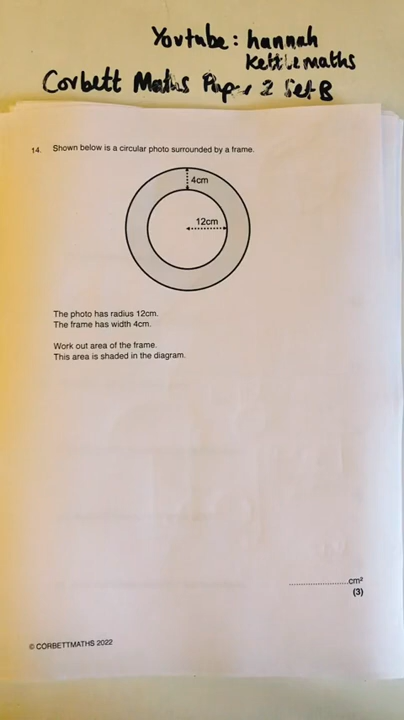 Youtube: hannah
kettlemaths
Corbett Maths Paper 2 Set B
14. Shown below is a circular photo surrounded by a frame.
4cm
12cm
The photo has radius 12cm.
The frame has width 4cm.
Work out area of the frame.
This area is shaded in the diagram.
..................cm²
(3)
© CORBETTMATHS 2022